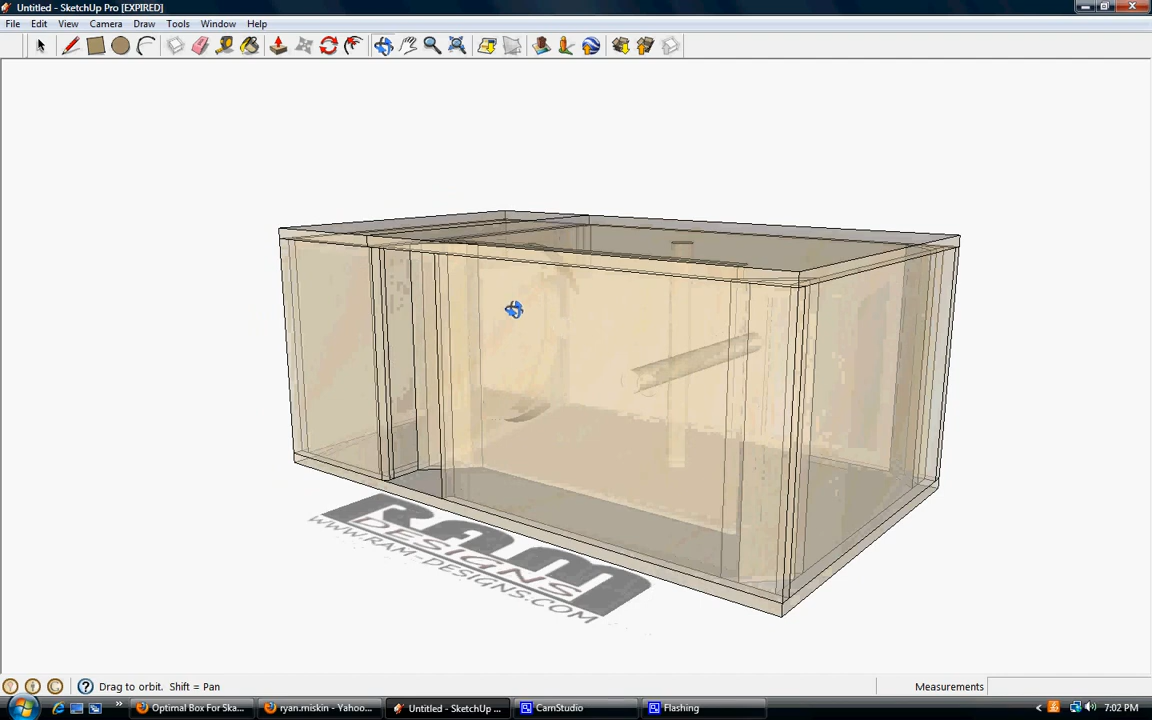 Untitled - SketchUp Pro [EXPIRED]
File Edit View Camera Draw Tools Window Help
RAM
DESIGNS
WWW.RAM-DESIGNS.COM
Drag to orbit. Shift = Pan
Measurements
Optimal Box For Ska...
ryan.miskin - Yahoo...
Untitled - SketchUp ...
CamStudio
Flashing
7:02 PM